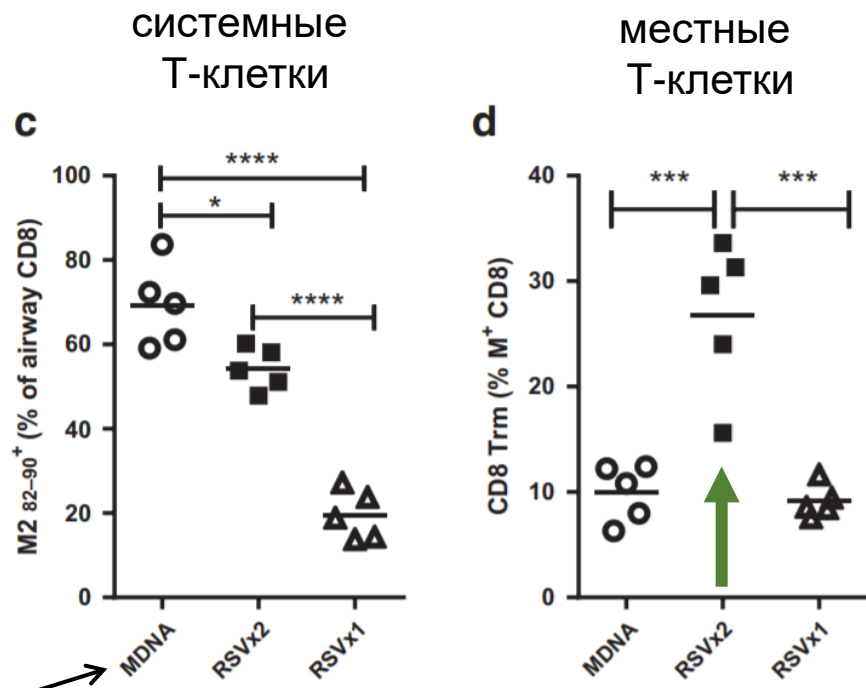 системные
Т-клетки
местные
Т-клетки
c
****
*
****
100
80
60
40
20
0
M2 82–90+ (% of airway CD8)
MDNA
RSVx2
RSVx1
d
***
***
40
30
20
10
0
CD8 Trm (% M+ CD8)
MDNA
RSVx2
RSVx1